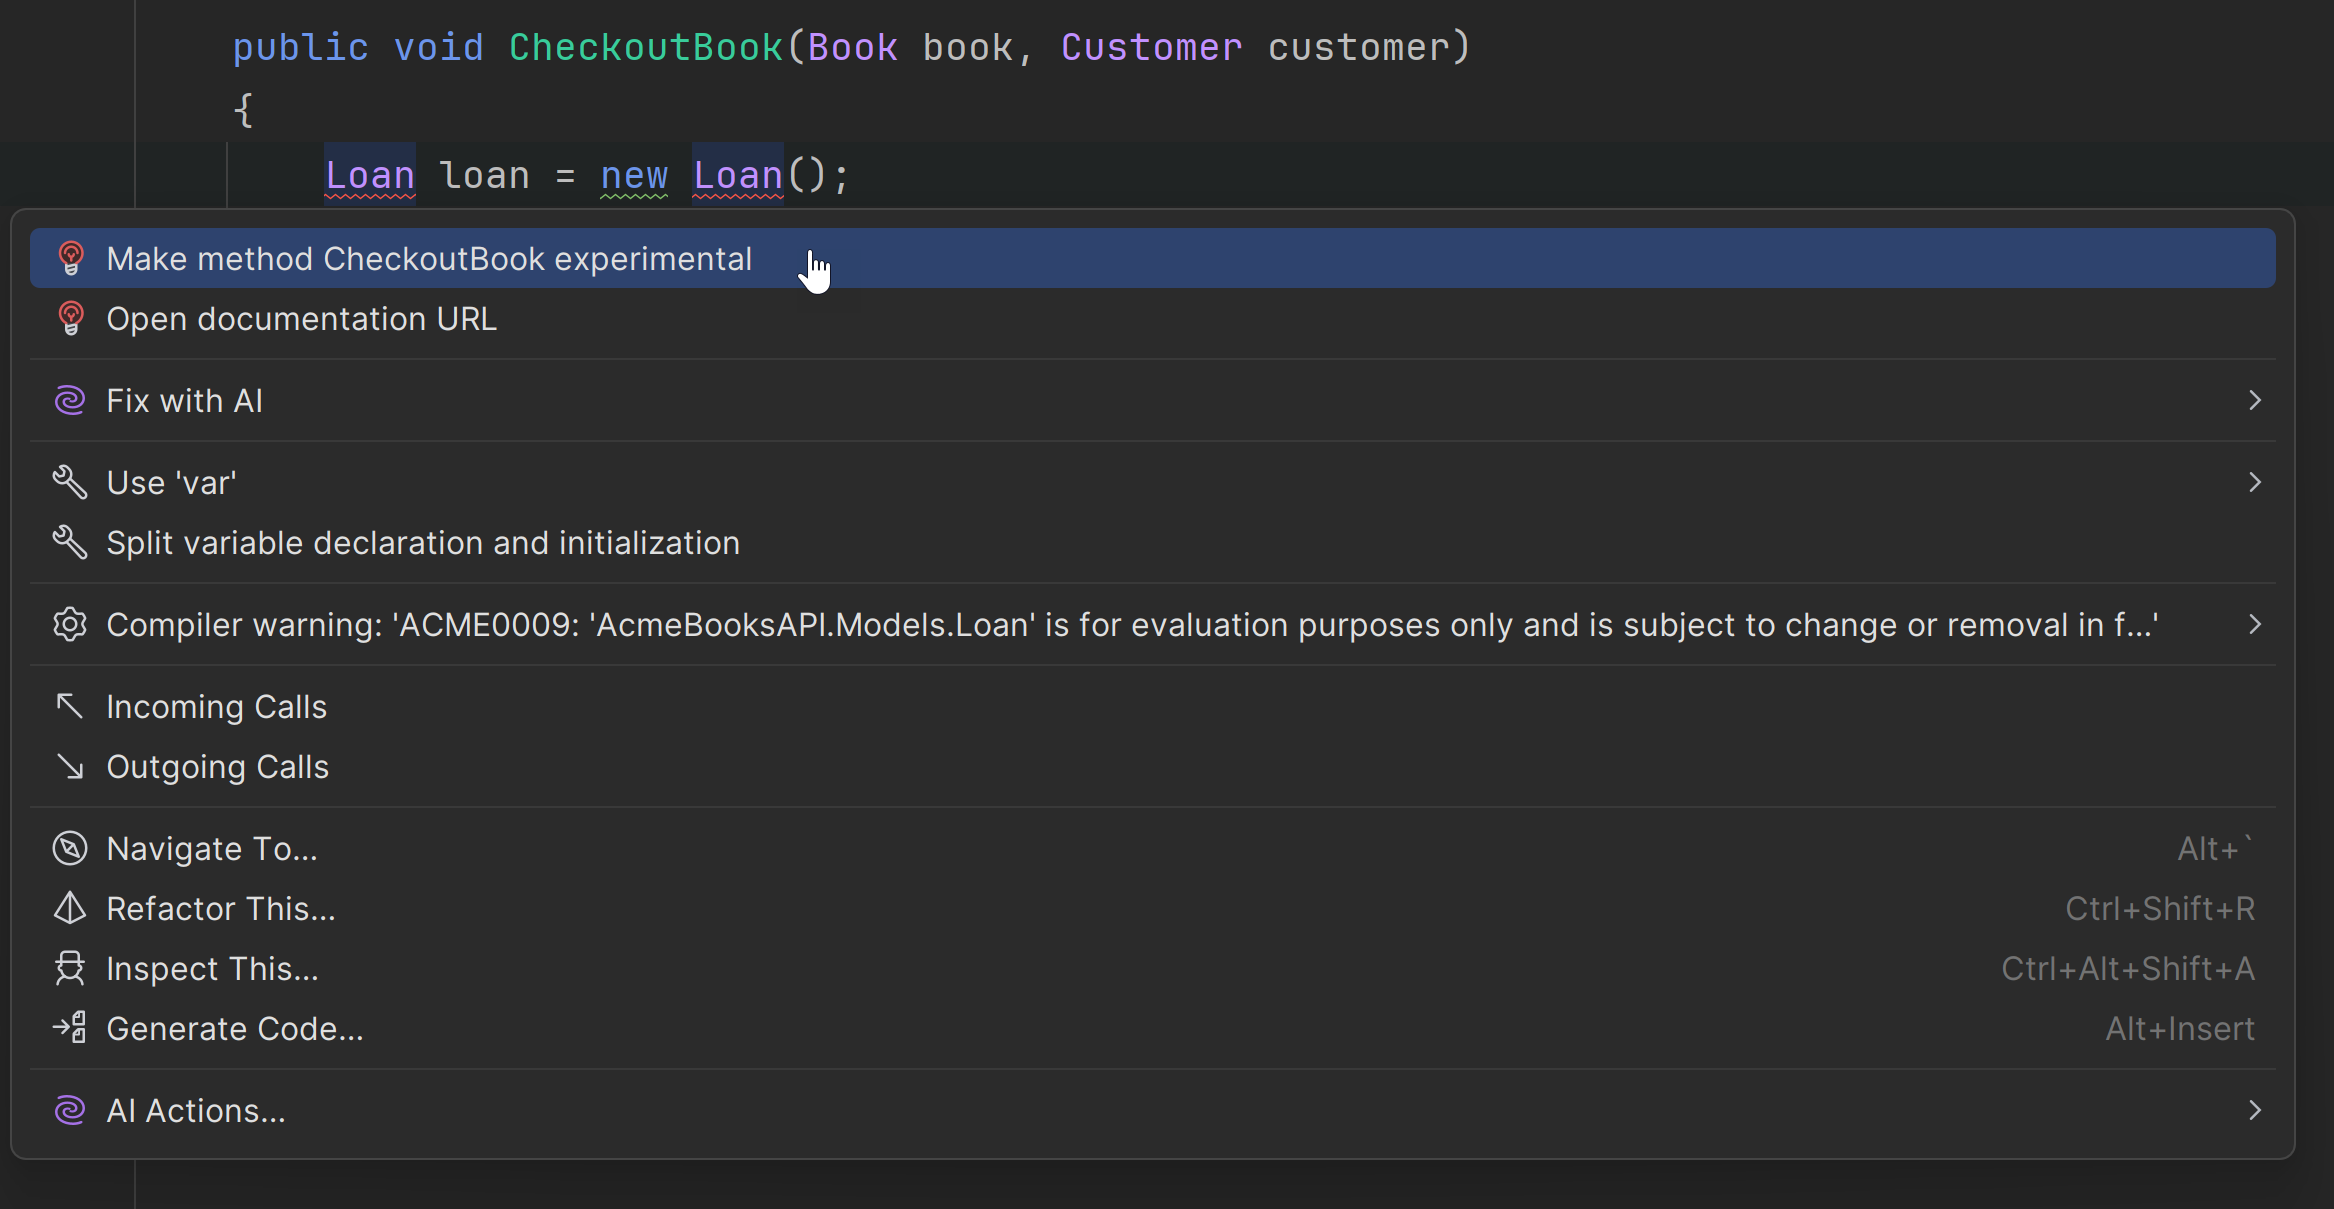 public void CheckoutBook(Book book, Customer customer)
{
Loan loan = new Loan();
Make method CheckoutBook experimental
Open documentation URL
Fix with AI
Use 'var'
Split variable declaration and initialization
Compiler warning: 'ACME0009: 'AcmeBooksAPI.Models.Loan' is for evaluation purposes only and is subject to change or removal in f...'
Incoming Calls
Outgoing Calls
Navigate To... Alt+`
Refactor This... Ctrl+Shift+R
Inspect This... Ctrl+Alt+Shift+A
Generate Code... Alt+Insert
AI Actions...